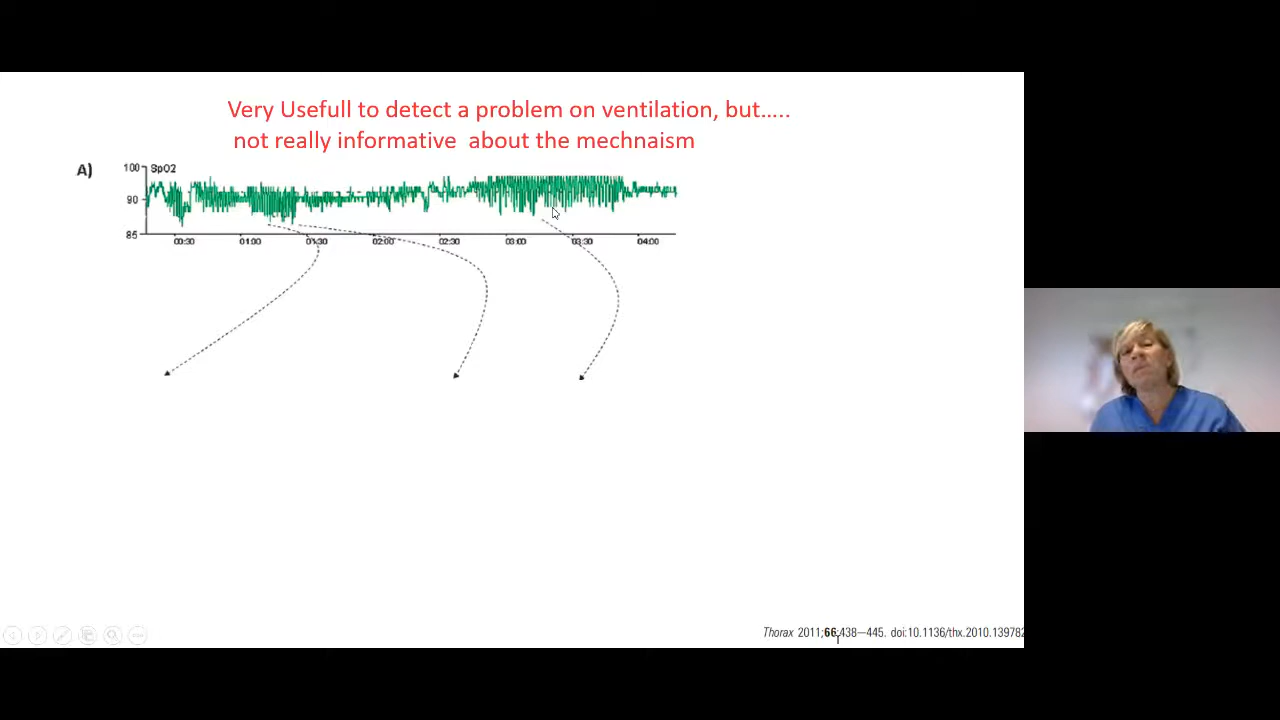 Very Usefull to detect a problem on ventilation, but…..
not really informative about the mechnaism
A)
100
SpO2
90
85
00:30 01:00 01:30 02:00 02:30 03:00 03:30 04:00
Thorax 2011;66:438—445. doi:10.1136/thx.2010.139782